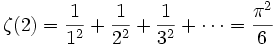 ζ(2) = 1/1² + 1/2² + 1/3² + ··· = π²/6